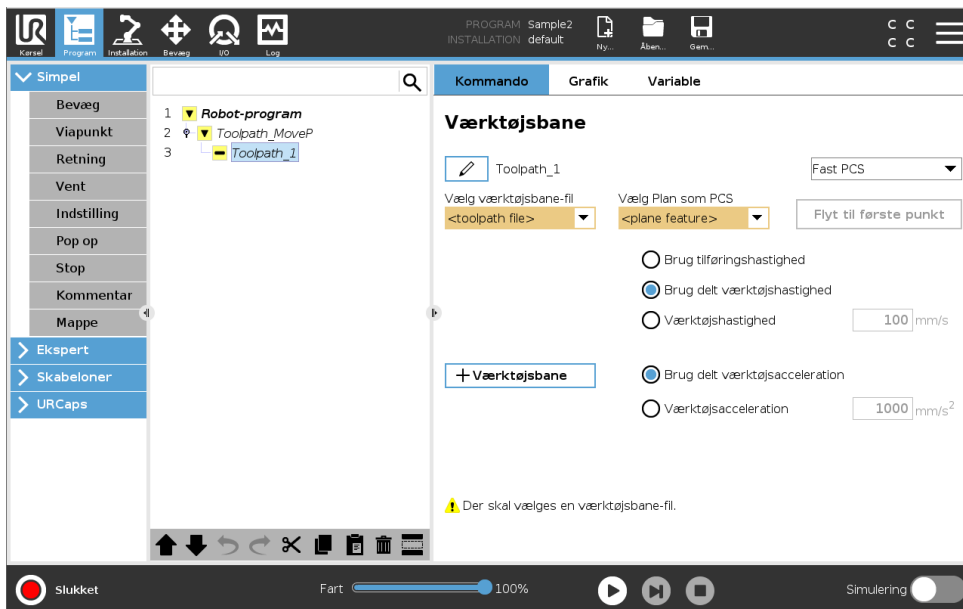 UR
Kørsel
Program
Installation
Bevæg
I/O
Log
PROGRAM Sample2
INSTALLATION default
Ny...
Åben...
Gem...
C C
C C
Simpel
Bevæg
Viapunkt
Retning
Vent
Indstilling
Pop op
Stop
Kommentar
Mappe
Ekspert
Skabeloner
URCaps
1 Robot-program
2 Toolpath_MoveP
3 Toolpath_1
Kommando Grafik Variable
Værktøjsbane
Toolpath_1
Fast PCS
Vælg værktøjsbane-fil
Vælg Plan som PCS
<toolpath file>
<plane feature>
Flyt til første punkt
Brug tilføringshastighed
Brug delt værktøjshastighed
Værktøjshastighed 100 mm/s
+ Værktøjsbane
Brug delt værktøjsacceleration
Værktøjsacceleration 1000 mm/s²
Der skal vælges en værktøjsbane-fil.
Slukket
Fart 100%
Simulering